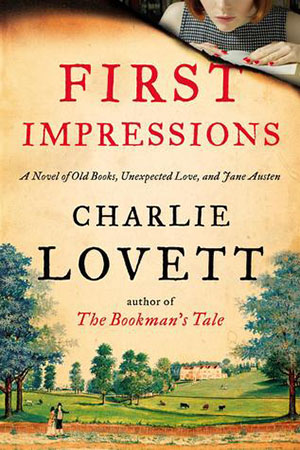 FIRST
IMPRESSIONS
A Novel of Old Books, Unexpected Love, and Jane Austen
CHARLIE
LOVETT
author of
The Bookman's Tale